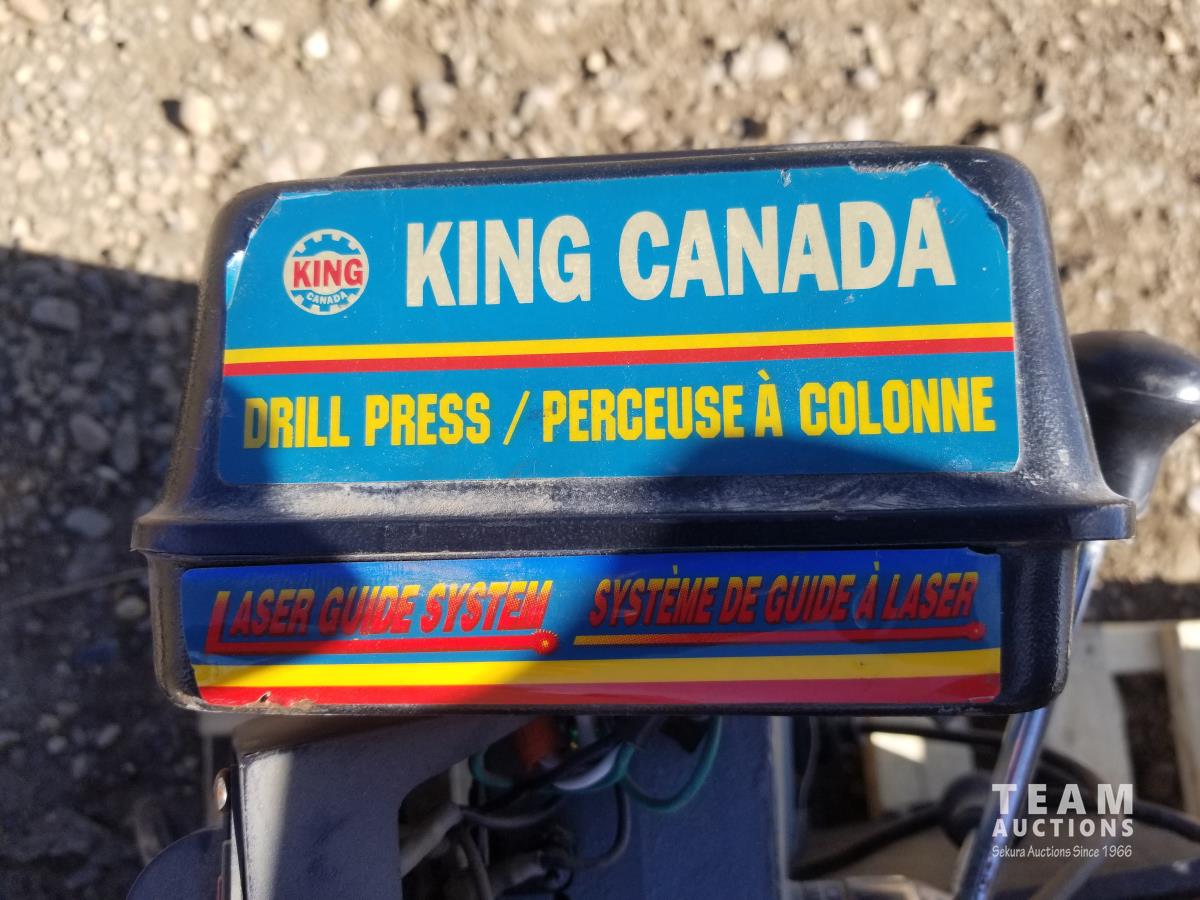 KING
CANADA
KING CANADA
DRILL PRESS / PERCEUSE À COLONNE
LASER GUIDE SYSTEM
SYSTÈME DE GUIDE À LASER
TEAM
AUCTIONS
Sekura Auctions Since 1966